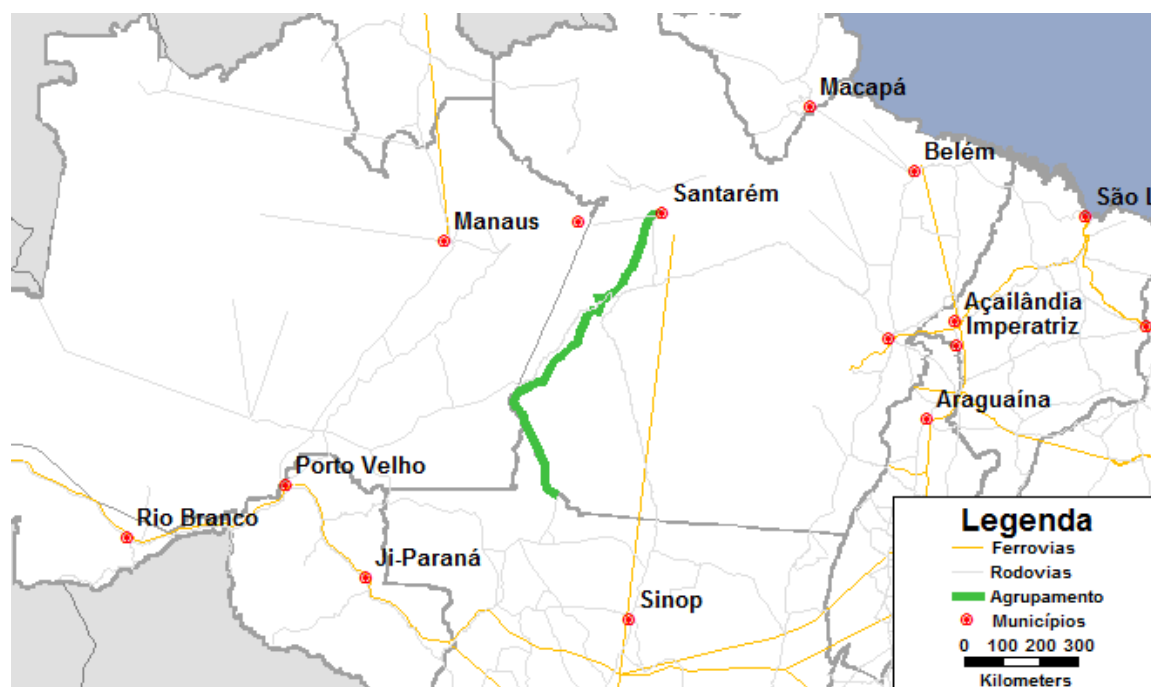 Macapá
Belém
Santarém
São L
Manaus
Açailândia
Imperatriz
Araguaína
Porto Velho
Rio Branco
Ji-Paraná
Sinop
Legenda
Ferrovias
Rodovias
Agrupamento
Municípios
0 100 200 300
Kilometers